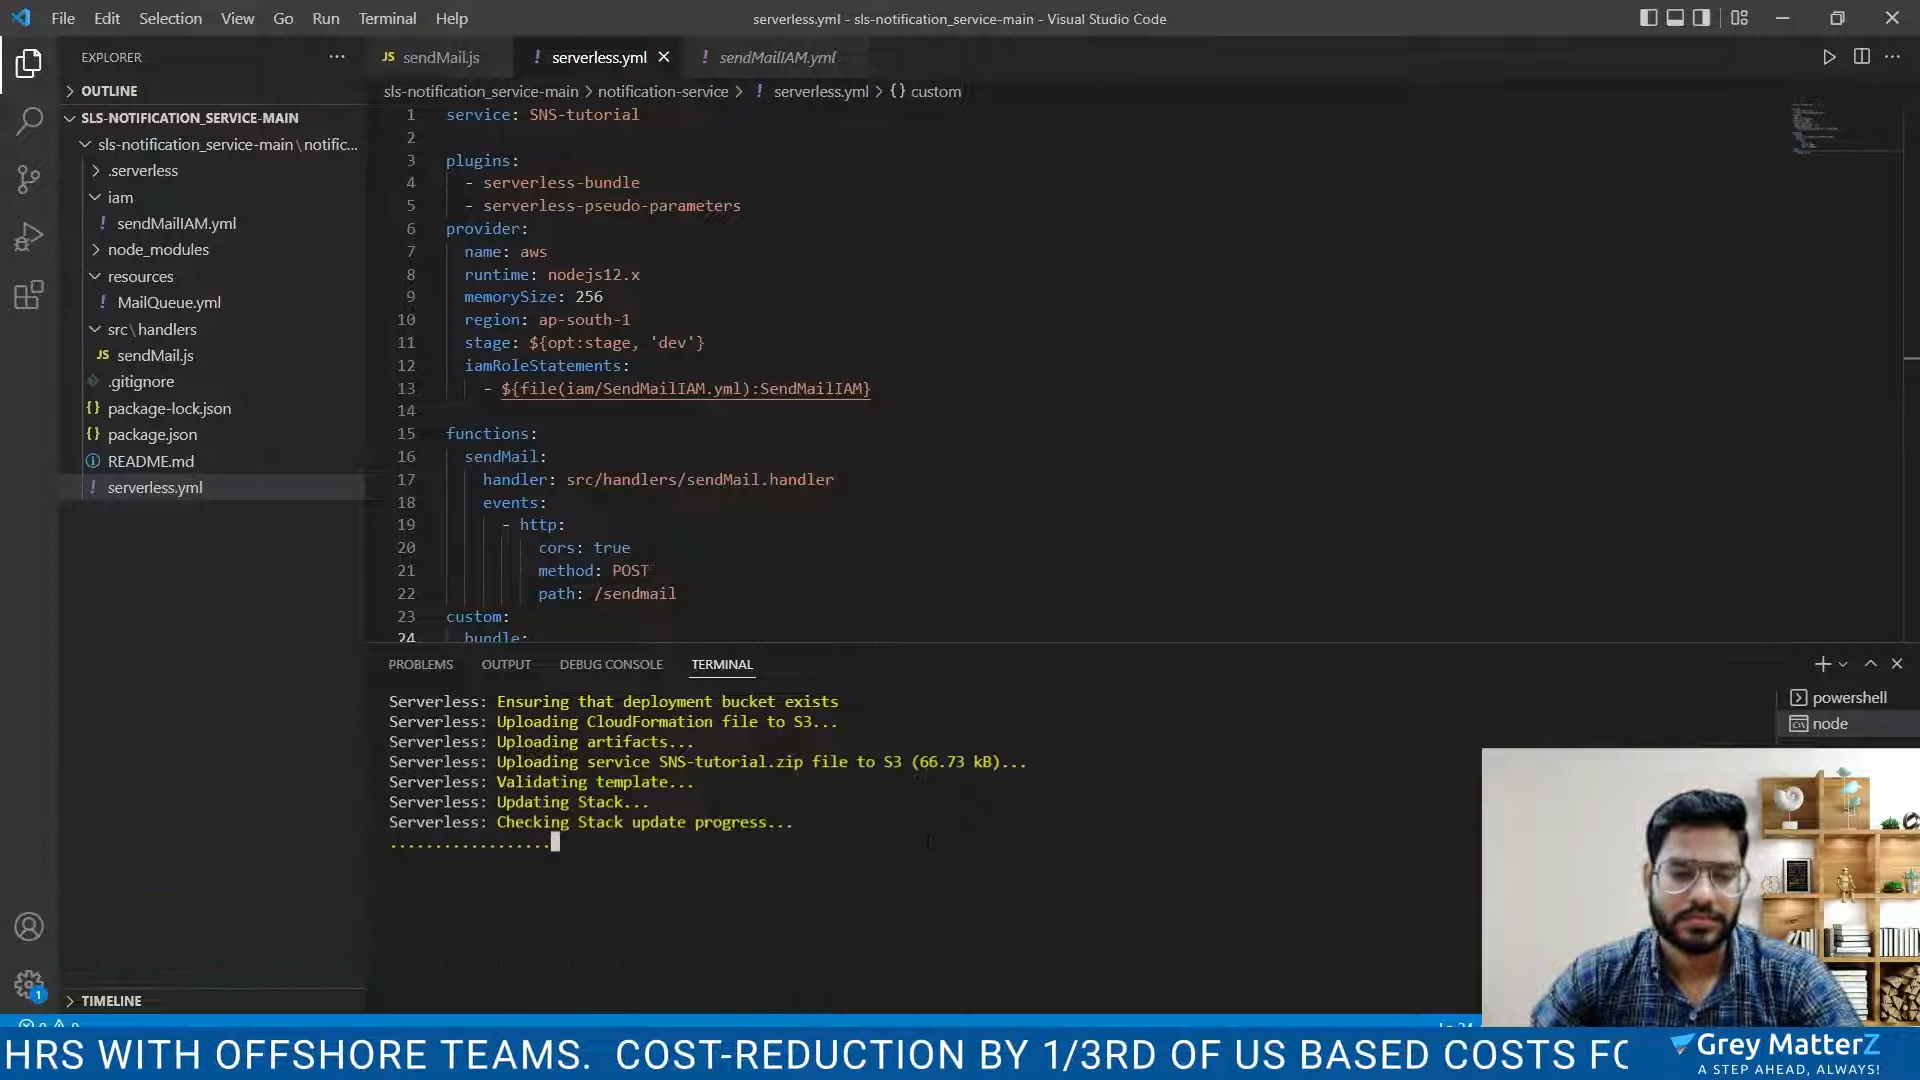 File Edit Selection View Go Run Terminal Help
serverless.yml - sls-notification_service-main - Visual Studio Code
EXPLORER
OUTLINE
SLS-NOTIFICATION_SERVICE-MAIN
sls-notification_service-main\notific...
.serverless
iam
! sendMailIAM.yml
node_modules
resources
! MailQueue.yml
src\handlers
JS sendMail.js
.gitignore
{} package-lock.json
{} package.json
README.md
! serverless.yml
TIMELINE
1
JS sendMail.js
! serverless.yml
! sendMailIAM.yml
sls-notification_service-main > notification-service > ! serverless.yml > {} custom
1 service: SNS-tutorial
2
3 plugins:
4 - serverless-bundle
5 - serverless-pseudo-parameters
6 provider:
7 name: aws
8 runtime: nodejs12.x
9 memorySize: 256
10 region: ap-south-1
11 stage: ${opt:stage, 'dev'}
12 iamRoleStatements:
13 - ${file(iam/SendMailIAM.yml):SendMailIAM}
14
15 functions:
16 sendMail:
17 handler: src/handlers/sendMail.handler
18 events:
19 - http:
20 cors: true
21 method: POST
22 path: /sendmail
23 custom:
24 bundle:
PROBLEMS OUTPUT DEBUG CONSOLE TERMINAL
Serverless: Ensuring that deployment bucket exists
Serverless: Uploading CloudFormation file to S3...
Serverless: Uploading artifacts...
Serverless: Uploading service SNS-tutorial.zip file to S3 (66.73 kB)...
Serverless: Validating template...
Serverless: Updating Stack...
Serverless: Checking Stack update progress...
..................
powershell
node
HRS WITH OFFSHORE TEAMS. COST-REDUCTION BY 1/3RD OF US BASED COSTS FO
Grey MatterZ
A STEP AHEAD, ALWAYS!